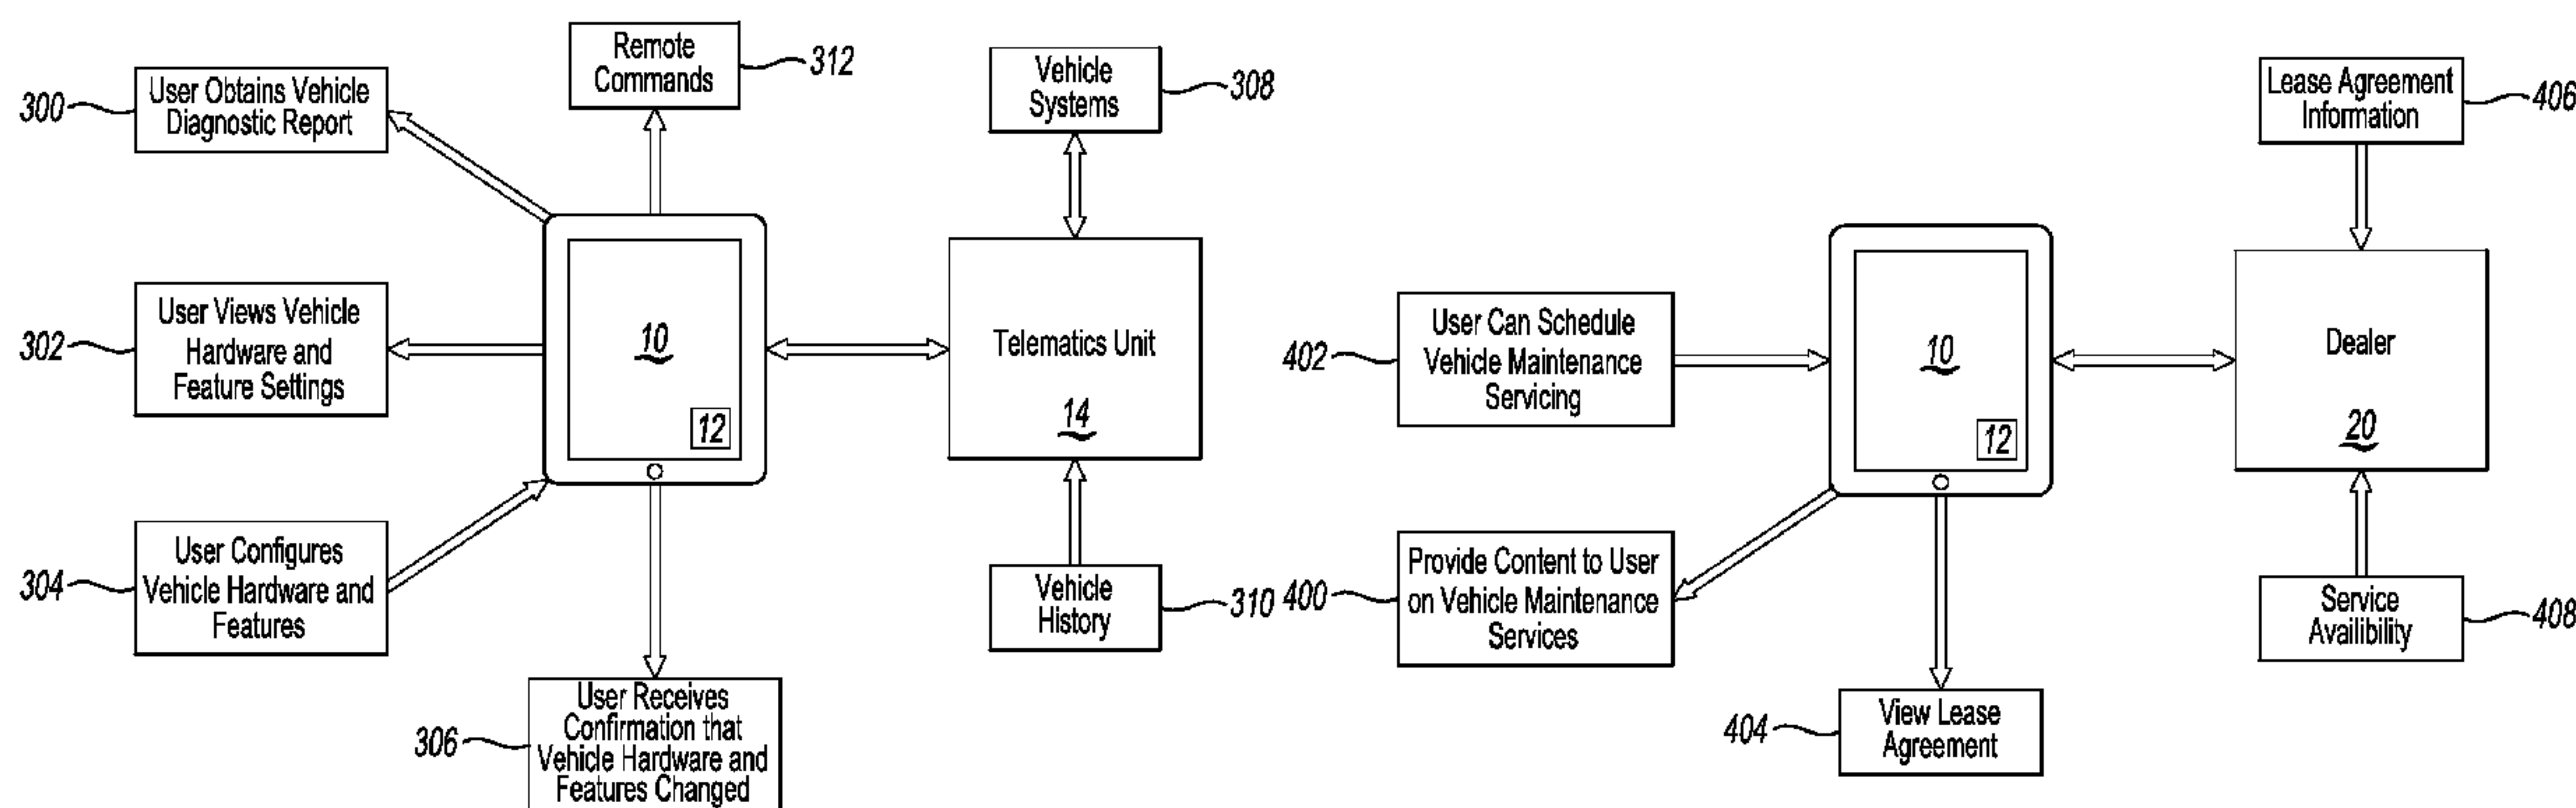 Remote
Commands
312
Vehicle
Systems
308
300
User Obtains Vehicle
Diagnostic Report
302
User Views Vehicle
Hardware and
Feature Settings
10
12
Telematics Unit
14
304
User Configures
Vehicle Hardware and
Features
Vehicle
History
310
306
User Receives
Confirmation that
Vehicle Hardware and
Features Changed
Lease Agreement
Information
406
402
User Can Schedule
Vehicle Maintenance
Servicing
10
12
Dealer
20
400
Provide Content to User
on Vehicle Maintenance
Services
Service
Availibility
408
404
View Lease
Agreement